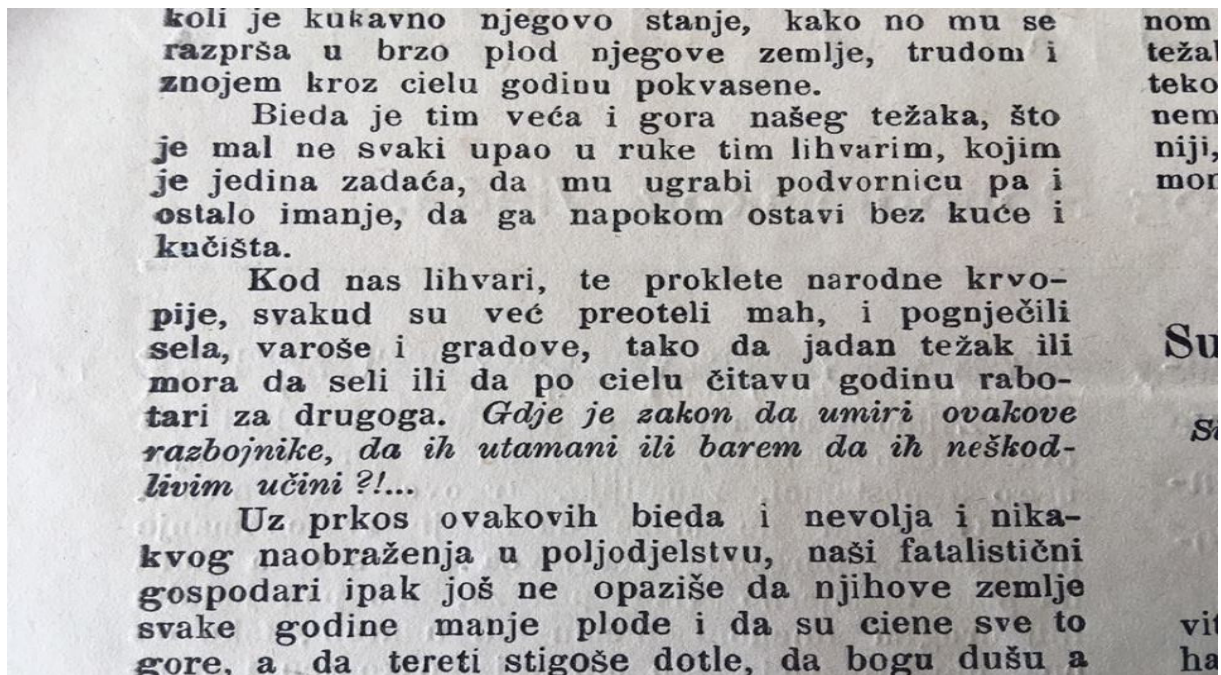 koli je kukavno njegovo stanje, kako no mu se
razprša u brzo plod njegove zemlje, trudom i
znojem kroz cielu godinu pokvasene.
Bieda je tim veća i gora našeg težaka, što
je mal ne svaki upao u ruke tim lihvarim, kojim
je jedina zadaća, da mu ugrabi podvornicu pa i
ostalo imanje, da ga napokom ostavi bez kuće i
kučišta.
Kod nas lihvari, te proklete narodne krvo-
pije, svakud su već preoteli mah, i pognječili
sela, varoše i gradove, tako da jadan težak ili
mora da seli ili da po cielu čitavu godinu rabo-
tari za drugoga. Gdje je zakon da umiri ovakove
razbojnike, da ih utamani ili barem da ih neškod-
livim učini ?!...
Uz prkos ovakovih bieda i nevolja i nika-
kvog naobraženja u poljodjelstvu, naši fatalistični
gospodari ipak još ne opaziše da njihove zemlje
svake godine manje plode i da su ciene sve to
gore, a da tereti stigoše dotle, da bogu dušu a
nom
teko
nem
niji,
Su
vit
ha